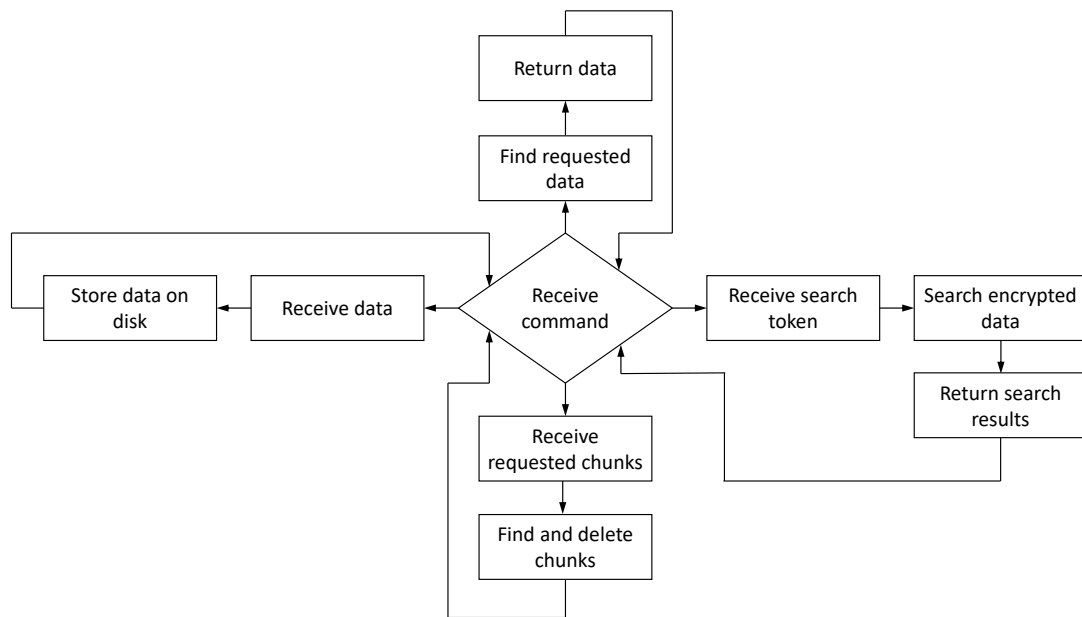 Return data
Find requested
data
Store data on
disk
Receive data
Receive
command
Receive search
token
Search encrypted
data
Return search
results
Receive
requested chunks
Find and delete
chunks